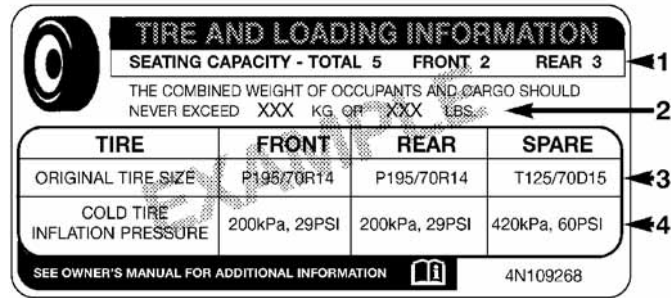 TIRE AND LOADING INFORMATION
SEATING CAPACITY - TOTAL 5 FRONT 2 REAR 3
1
THE COMBINED WEIGHT OF OCCUPANTS AND CARGO SHOULD
NEVER EXCEED XXX KG OR XXX LBS.
2
TIRE FRONT REAR SPARE
ORIGINAL TIRE SIZE P195/70R14 P195/70R14 T125/70D15
3
COLD TIRE
INFLATION PRESSURE 200kPa, 29PSI 200kPa, 29PSI 420kPa, 60PSI
4
SEE OWNER'S MANUAL FOR ADDITIONAL INFORMATION i 4N109268
EXAMPLE